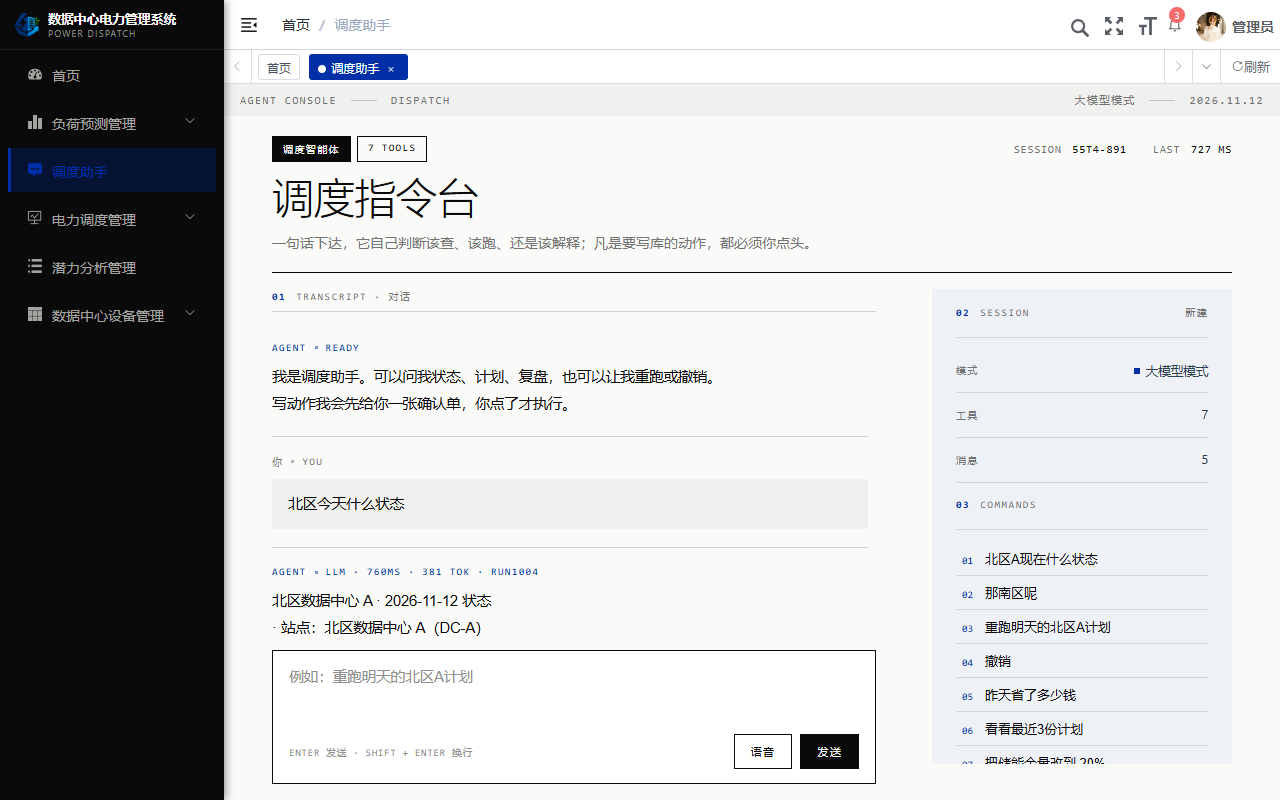 数据中心电力管理系统
POWER DISPATCH
首页
负荷预测管理
调度助手
电力调度管理
潜力分析管理
数据中心设备管理
首页 / 调度助手
3
管理员
首页
调度助手 ×
刷新
AGENT CONSOLE —— DISPATCH
大模型模式 —— 2026.11.12
调度智能体
7 TOOLS
SESSION 55T4-891 LAST 727 MS
调度指令台
一句话下达，它自己判断该查、该跑、还是该解释；凡是要写库的动作，都必须你点头。
01 TRANSCRIPT · 对话
AGENT READY
我是调度助手。可以问我状态、计划、复盘，也可以让我重跑或撤销。
写动作我会先给你一张确认单，你点了才执行。
你 YOU
北区今天什么状态
AGENT LLM · 760MS · 381 TOK · RUN1004
北区数据中心 A · 2026-11-12 状态
· 站点：北区数据中心 A（DC-A）
例如：重跑明天的北区A计划
ENTER 发送 · SHIFT + ENTER 换行
语音
发送
02 SESSION 新建
模式 大模型模式
工具 7
消息 5
03 COMMANDS
01 北区A现在什么状态
02 那南区呢
03 重跑明天的北区A计划
04 撤销
05 昨天省了多少钱
06 看看最近3份计划
07 把储能余量改到 20%